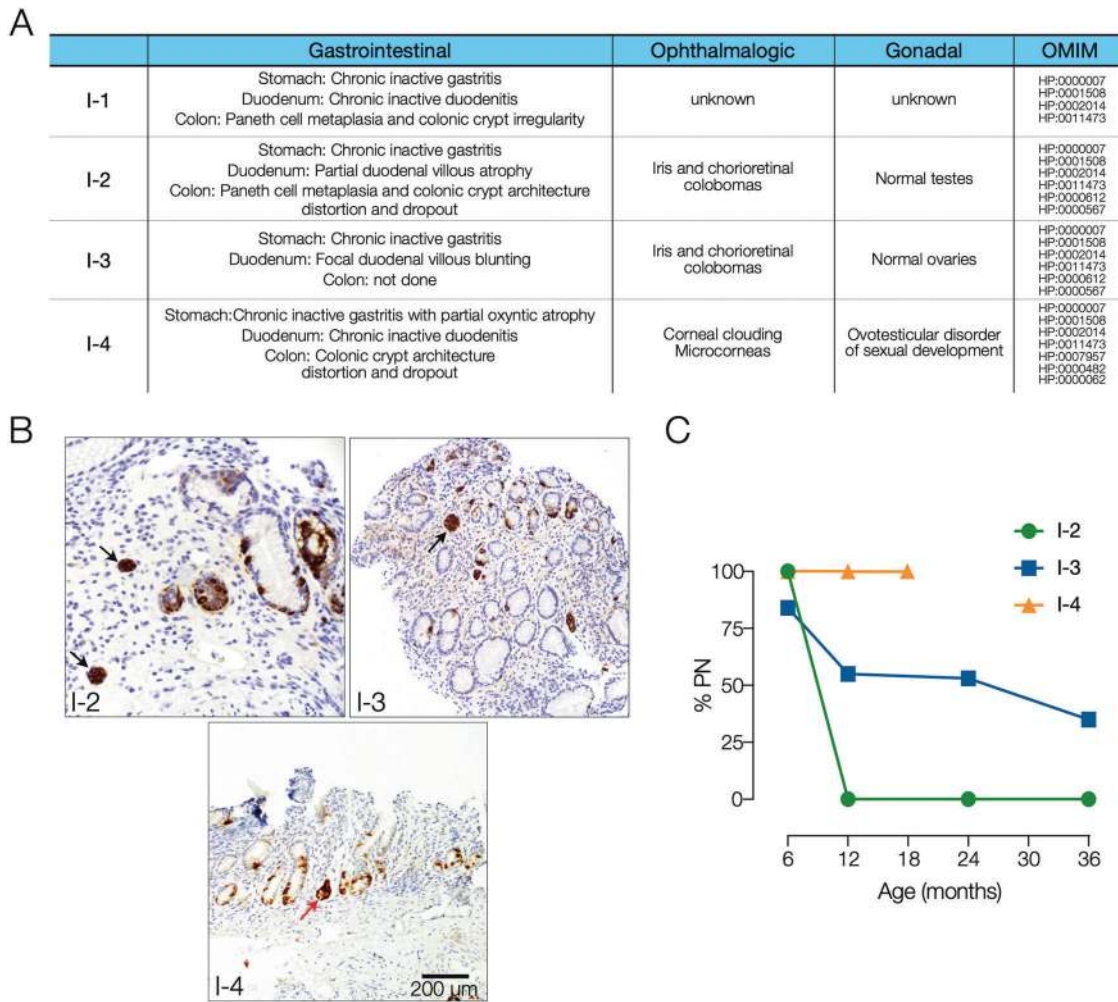 A
Gastrointestinal Ophthalmalogic Gonadal OMIM
I-1
Stomach: Chronic inactive gastritis
Duodenum: Chronic inactive duodenitis
Colon: Paneth cell metaplasia and colonic crypt irregularity
unknown
unknown
HP:0000007
HP:0001508
HP:0002014
HP:0011473
I-2
Stomach: Chronic inactive gastritis
Duodenum: Partial duodenal villous atrophy
Colon: Paneth cell metaplasia and colonic crypt architecture
distortion and dropout
Iris and chorioretinal
colobomas
Normal testes
HP:0000007
HP:0001508
HP:0002014
HP:0011473
HP:0000612
HP:0000567
I-3
Stomach: Chronic inactive gastritis
Duodenum: Focal duodenal villous blunting
Colon: not done
Iris and chorioretinal
colobomas
Normal ovaries
HP:0000007
HP:0001508
HP:0002014
HP:0011473
HP:0000612
HP:0000567
I-4
Stomach:Chronic inactive gastritis with partial oxyntic atrophy
Duodenum: Chronic inactive duodenitis
Colon: Colonic crypt architecture
distortion and dropout
Corneal clouding
Microcorneas
Ovotesticular disorder
of sexual development
HP:0000007
HP:0001508
HP:0002014
HP:0011473
HP:0007957
HP:0000482
HP:0000062
B
I-2
I-3
I-4
200 µm
C
I-2
I-3
I-4
100
75
50
25
0
% PN
6 12 18 24 30 36
Age (months)